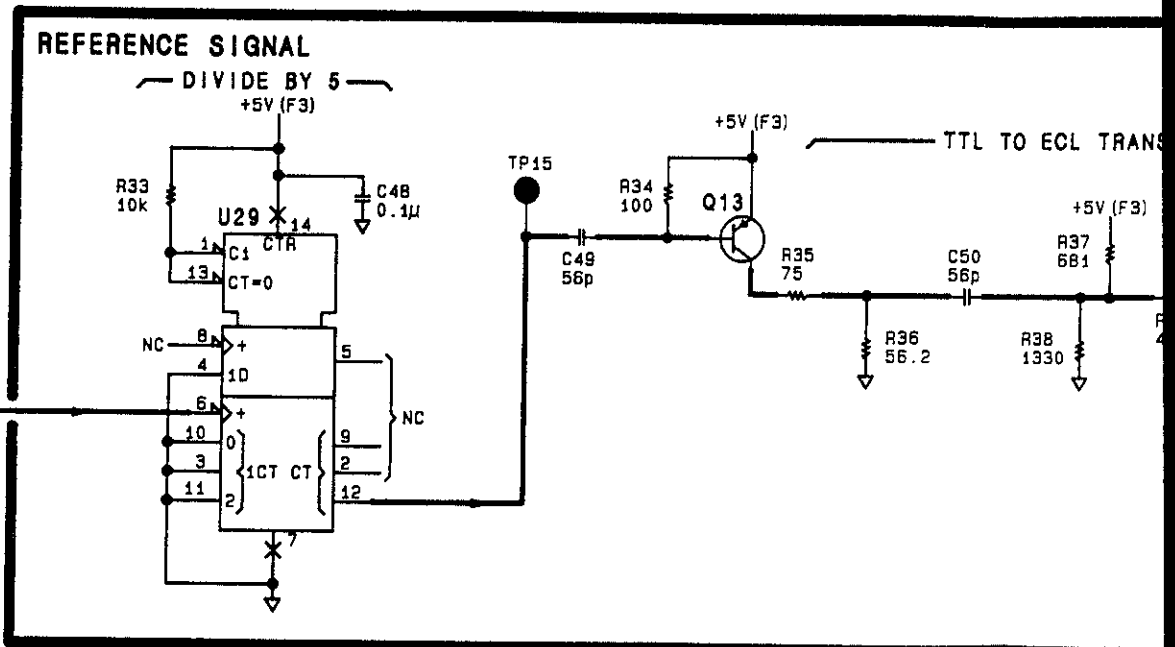 REFERENCE SIGNAL
DIVIDE BY 5
+5V(F3)
R33
10k
C48
0.1μ
U29
14
CTR
1
C1
13
CT=0
NC
8
+
4
1D
5
6
+
NC
10
0
9
3
1CT CT
2
11
2
12
7
TP15
C49
56p
+5V(F3)
R34
100
Q13
R35
75
R36
56.2
TTL TO ECL TRANS
C50
56p
+5V(F3)
R37
681
R38
1330